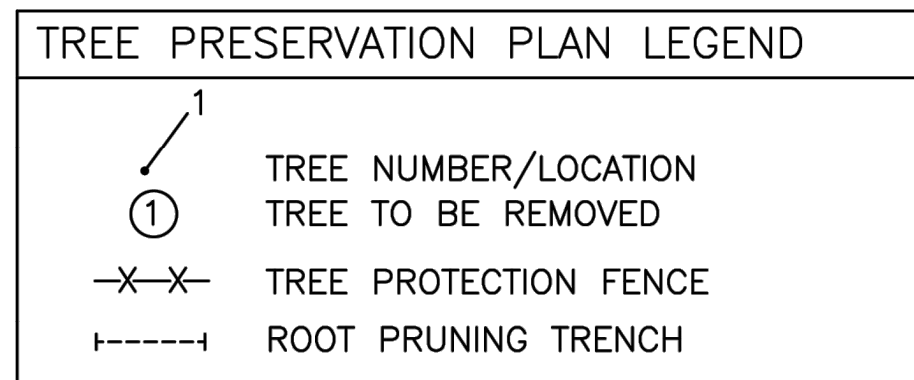 TREE PRESERVATION PLAN LEGEND
1
TREE NUMBER/LOCATION
1 TREE TO BE REMOVED
X X TREE PROTECTION FENCE
ROOT PRUNING TRENCH